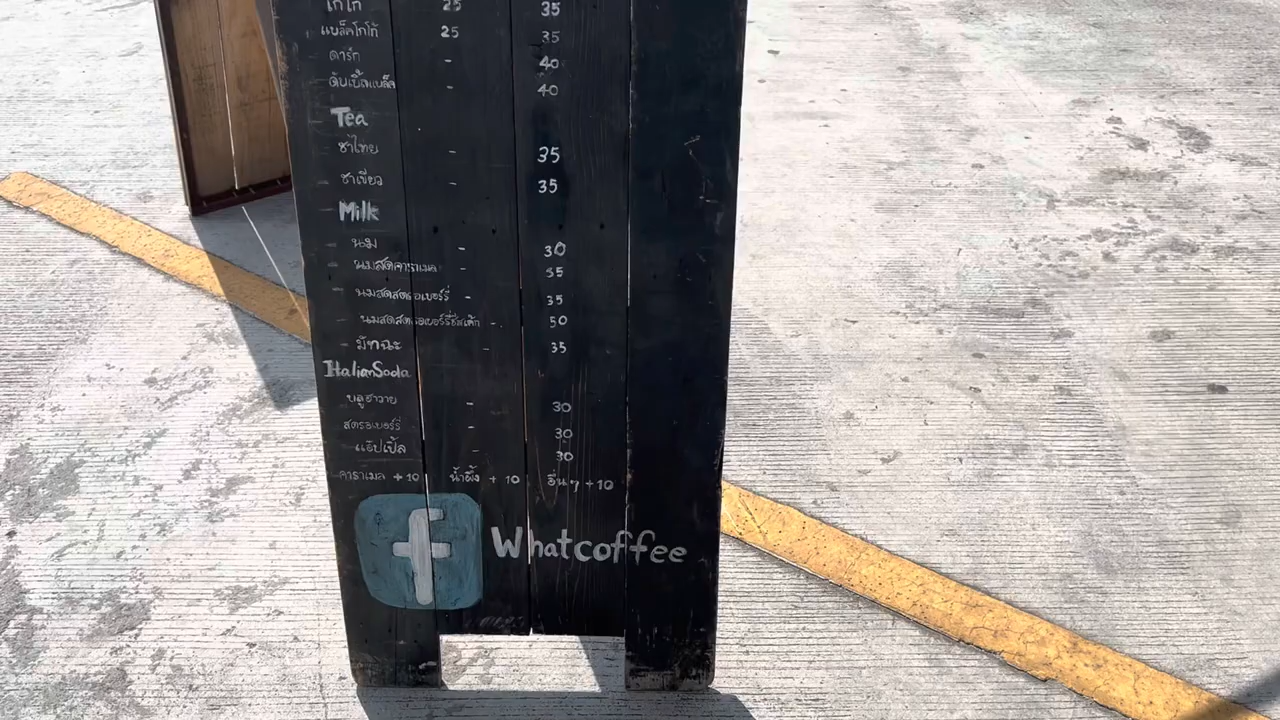 โกโก้ 25 35
แบล็คโกโก้ 25 35
ดาร์ก - 40
ดับเบิ้ลแบล็ค - 40
Tea
ชาไทย - 35
ชาเขียว - 35
Milk
นม - 30
นมสดคาราเมล - 35
นมสดสตรอเบอร์รี่ - 35
นมสดสตรอเบอร์รี่ชีสเค้ก - 50
มัทฉะ - 35
Italian Soda
บลูฮาวาย - 30
สตรอเบอร์รี่ - 30
แอ๊ปเปิ้ล - 30
คาราเมล +10 น้ำผึ้ง + 10 อื่นๆ +10
f Whatcoffee